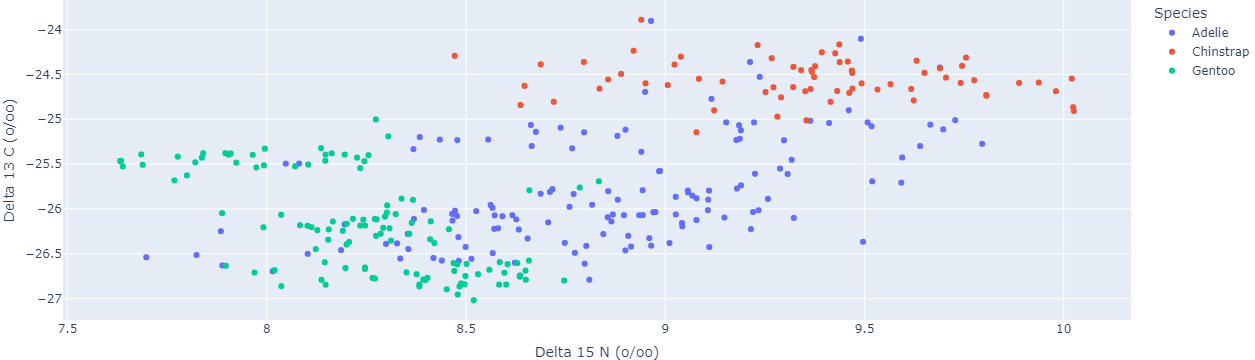 Species
Adelie
Chinstrap
Gentoo
Delta 13 C (o/oo)
−24
−24.5
−25
−25.5
−26
−26.5
−27
7.5
8
8.5
9
9.5
10
Delta 15 N (o/oo)